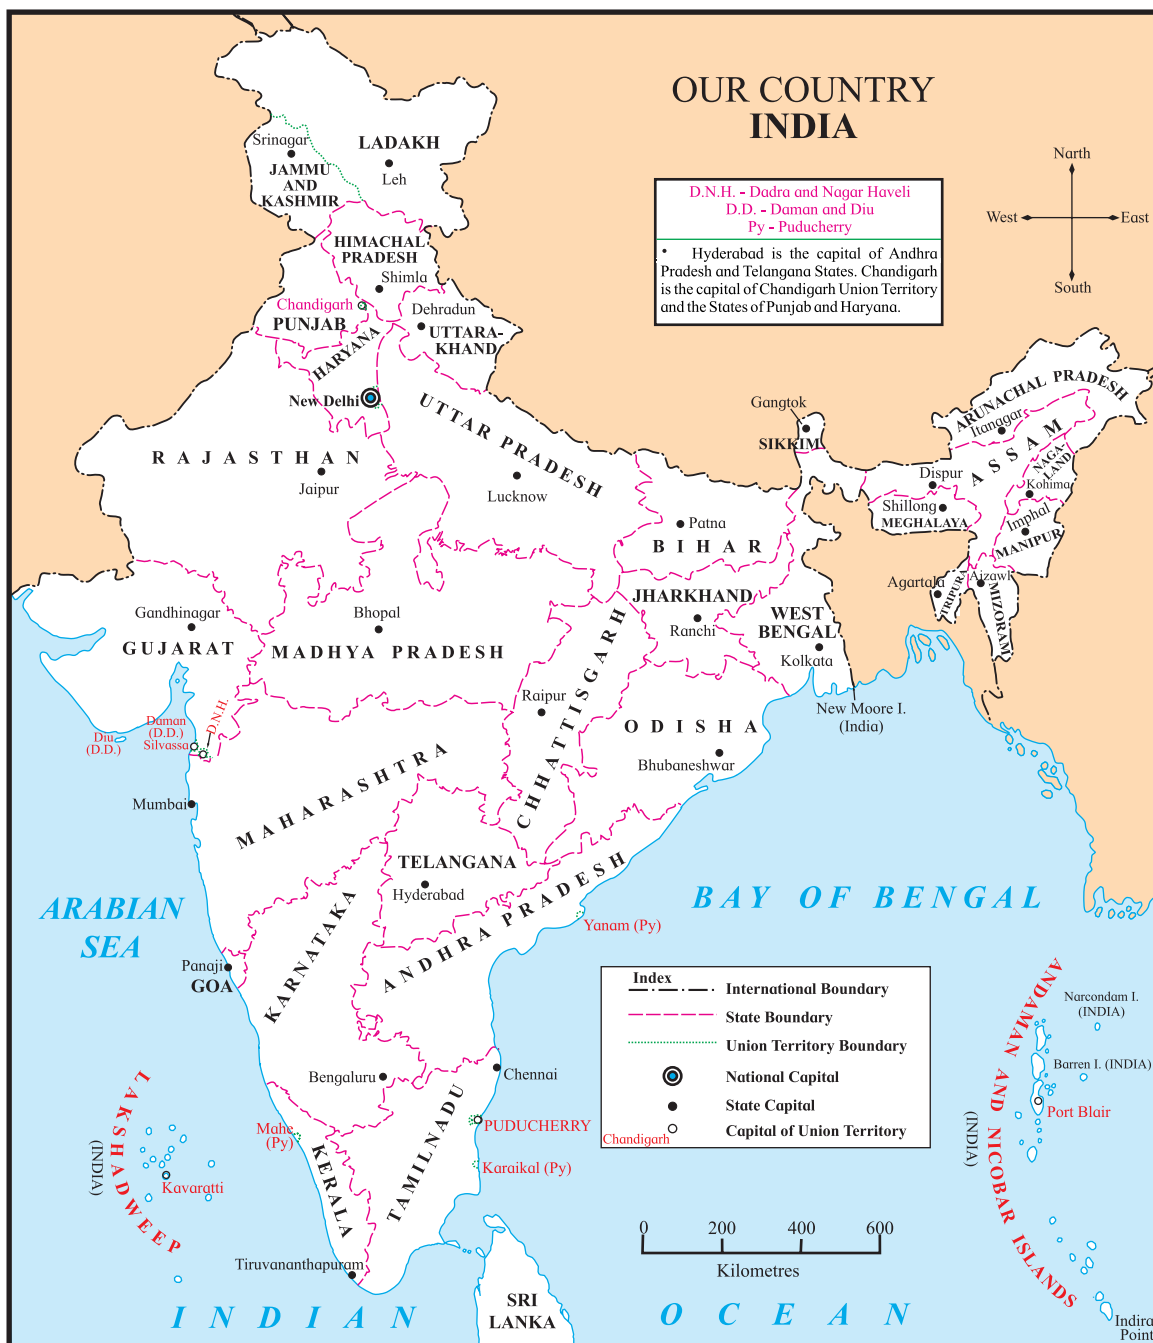 OUR COUNTRY
INDIA
Narth
West
East
South
D.N.H. - Dadra and Nagar Haveli
D.D. - Daman and Diu
Py - Puducherry
• Hyderabad is the capital of Andhra
Pradesh and Telangana States. Chandigarh
is the capital of Chandigarh Union Territory
and the States of Punjab and Haryana.
Srinagar
LADAKH
Leh
JAMMU
AND
KASHMIR
HIMACHAL
PRADESH
Shimla
Chandigarh
PUNJAB
Dehradun
UTTARA-
KHAND
HARYANA
New Delhi
UTTAR PRADESH
Lucknow
RAJASTHAN
Jaipur
Gangtok
SIKKIM
ARUNACHAL PRADESH
Itanagar
ASSAM
Dispur
NAGA-
LAND
Kohima
Shillong
MEGHALAYA
Imphal
MANIPUR
Agartala
TRIPURA
Aizawl
MIZORAM
Patna
BIHAR
JHARKHAND
Ranchi
WEST
BENGAL
Kolkata
New Moore I.
(India)
Gandhinagar
GUJARAT
Bhopal
MADHYA PRADESH
CHHATTISGARH
Raipur
ODISHA
Bhubaneshwar
Diu
(D.D.)
Daman
(D.D.)
Silvassa
D.N.H.
Mumbai
MAHARASHTRA
TELANGANA
Hyderabad
ANDHRA PRADESH
Yanam (Py)
ARABIAN
SEA
BAY OF BENGAL
Panaji
GOA
KARNATAKA
Bengaluru
Chennai
Mahe
(Py)
KERALA
TAMILNADU
PUDUCHERRY
Karaikal (Py)
Tiruvananthapuram
LAKSHADWEEP
(INDIA)
Kavaratti
Index
International Boundary
State Boundary
Union Territory Boundary
National Capital
State Capital
Chandigarh
Capital of Union Territory
0 200 400 600
Kilometres
ANDAMAN AND NICOBAR ISLANDS
(INDIA)
Narcondam I.
(INDIA)
Barren I. (INDIA)
Port Blair
Indira
Point
SRI
LANKA
INDIAN OCEAN